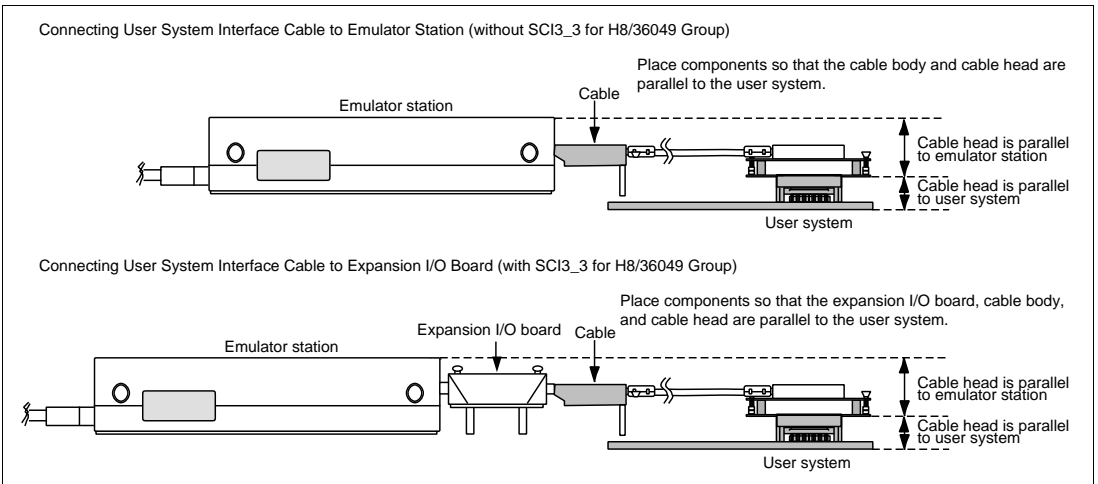 Connecting User System Interface Cable to Emulator Station (without SCI3_3 for H8/36049 Group)
Place components so that the cable body and cable head are
parallel to the user system.
Cable
Emulator station
Cable head is parallel
to emulator station
Cable head is parallel
to user system
User system
Connecting User System Interface Cable to Expansion I/O Board (with SCI3_3 for H8/36049 Group)
Place components so that the expansion I/O board, cable body,
and cable head are parallel to the user system.
Expansion I/O board
Cable
Emulator station
Cable head is parallel
to emulator station
Cable head is parallel
to user system
User system